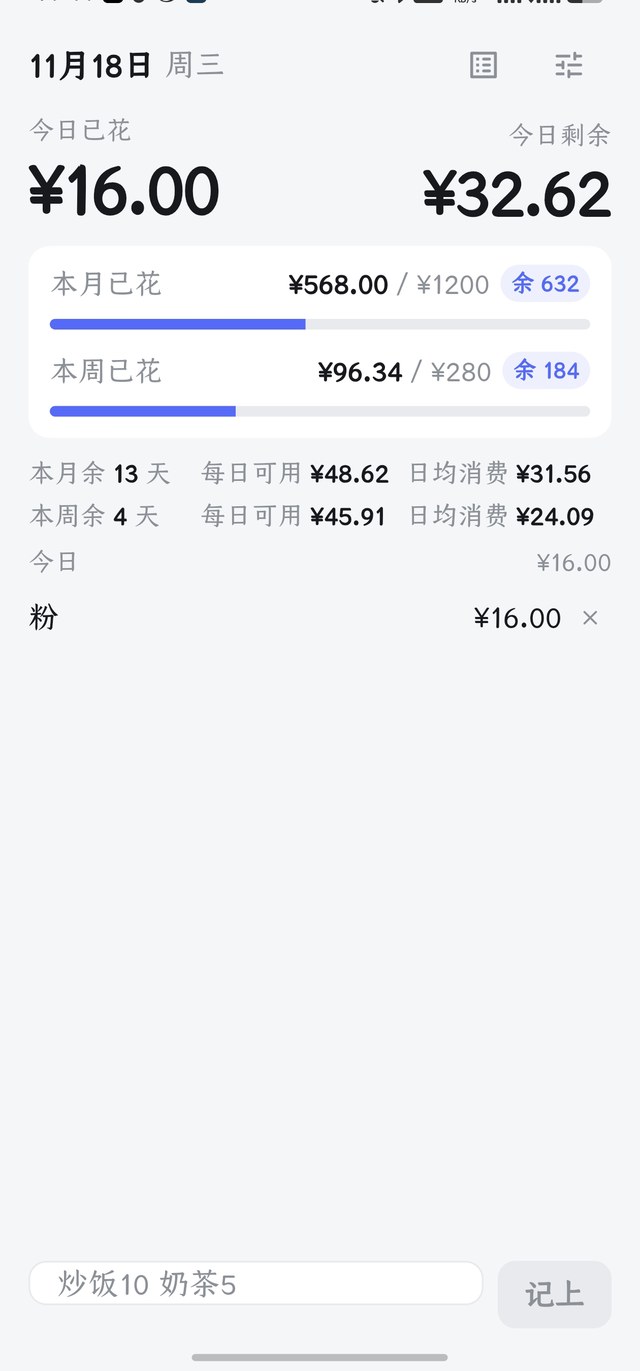 11月18日 周三
今日已花 今日剩余
¥16.00 ¥32.62
本月已花 ¥568.00 / ¥1200 余 632
本周已花 ¥96.34 / ¥280 余 184
本月余 13 天 每日可用 ¥48.62 日均消费 ¥31.56
本周余 4 天 每日可用 ¥45.91 日均消费 ¥24.09
今日 ¥16.00
粉 ¥16.00 ×
炒饭10 奶茶5 记上